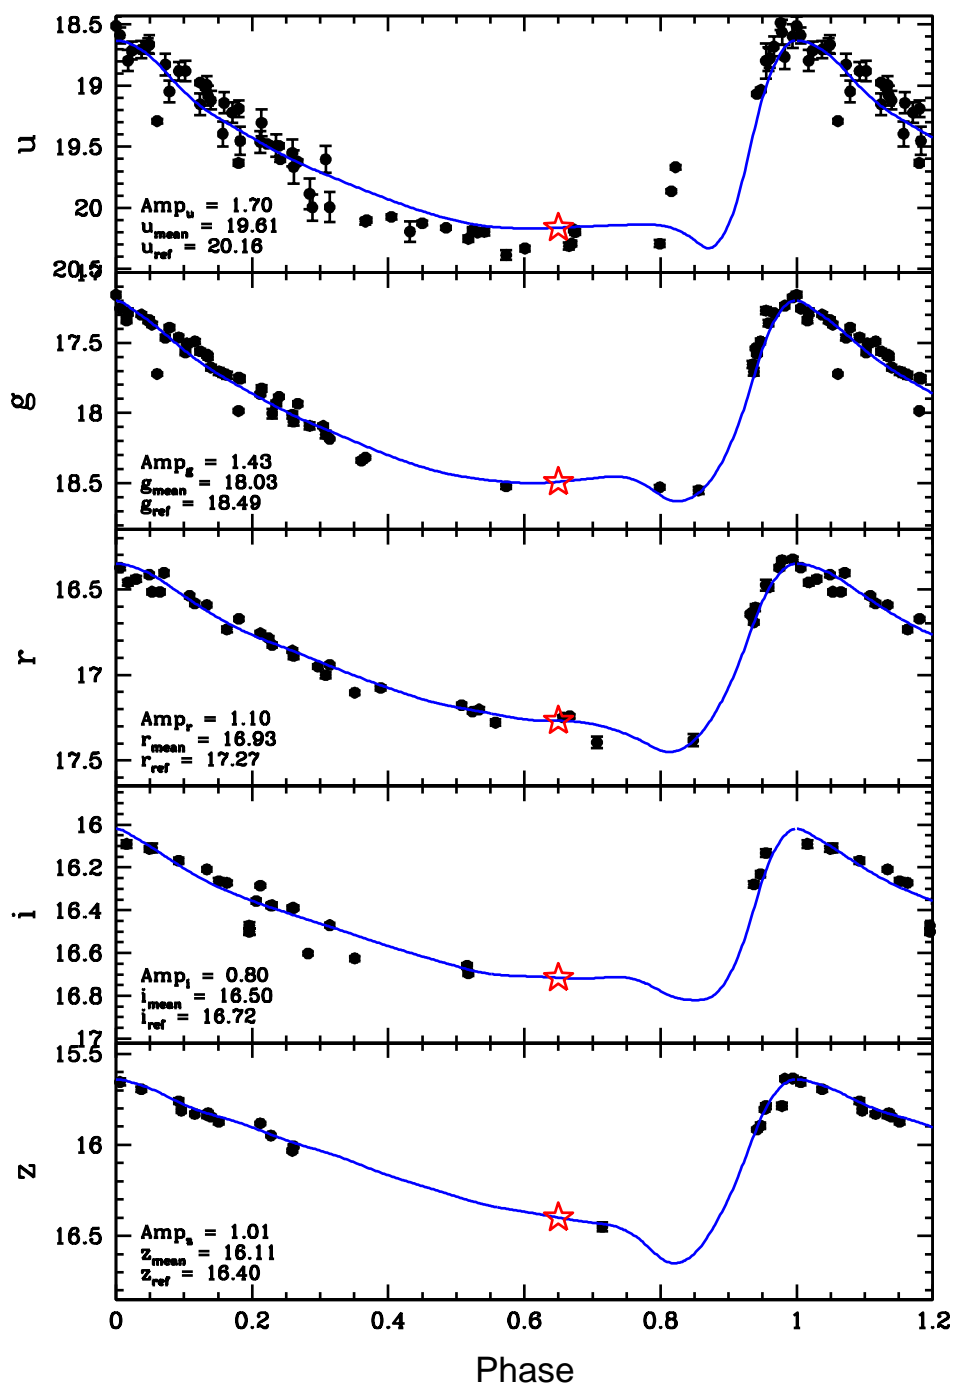 18.5
19
19.5
20
20.5
u
Amp_u = 1.70
u_mean = 19.61
u_ref = 20.16
17
17.5
18
18.5
g
Amp_g = 1.43
g_mean = 18.03
g_ref = 18.49
16.5
17
17.5
r
Amp_r = 1.10
r_mean = 16.93
r_ref = 17.27
16
16.2
16.4
16.6
16.8
17
i
Amp_i = 0.80
i_mean = 16.50
i_ref = 16.72
15.5
16
16.5
z
Amp_z = 1.01
z_mean = 16.11
z_ref = 16.40
0 0.2 0.4 0.6 0.8 1 1.2
Phase